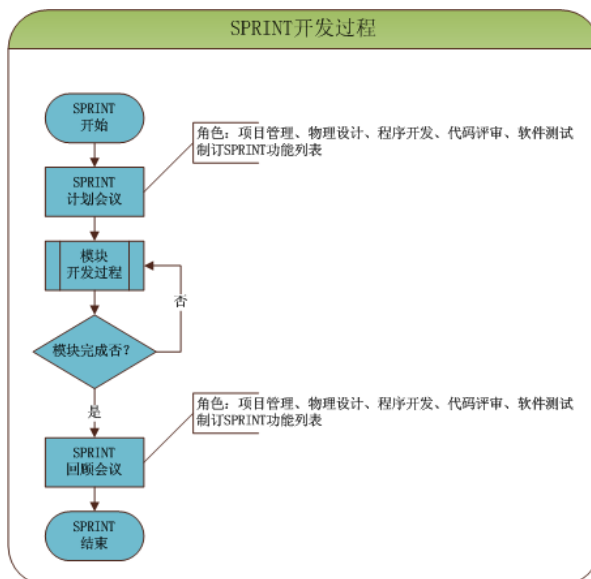 SPRINT开发过程
SPRINT
开始
角色：项目管理、物理设计、程序开发、代码评审、软件测试
制订SPRINT功能列表
SPRINT
计划会议
模块
开发过程
否
模块完成否？
是
角色：项目管理、物理设计、程序开发、代码评审、软件测试
制订SPRINT功能列表
SPRINT
回顾会议
SPRINT
结束